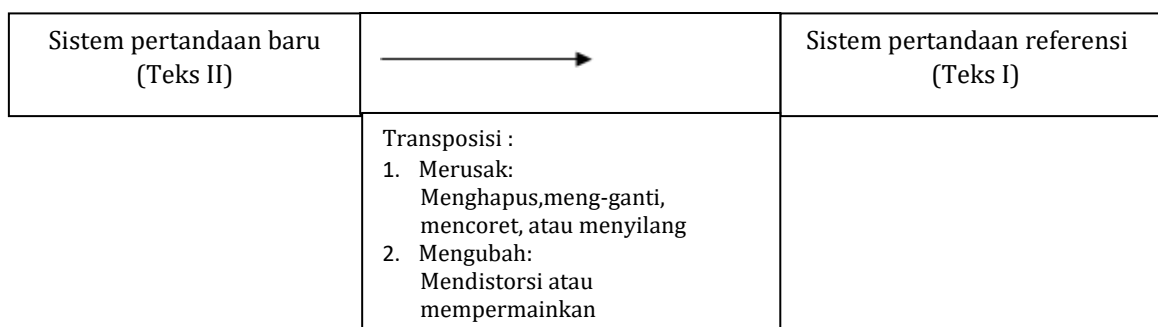 Sistem pertandaan baru
(Teks II)
Sistem pertandaan referensi
(Teks I)
Transposisi :
1. Merusak:
Menghapus,meng-ganti,
mencoret, atau menyilang
2. Mengubah:
Mendistorsi atau
mempermainkan